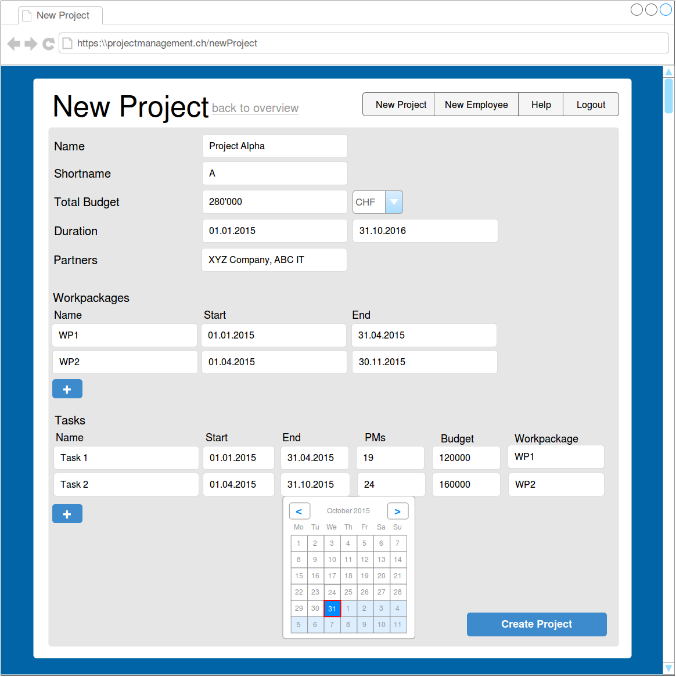 New Project
https:\\projectmanagement.ch/newProject
New Project back to overview
New Project New Employee Help Logout
Name Project Alpha
Shortname A
Total Budget 280'000 CHF
Duration 01.01.2015 31.10.2016
Partners XYZ Company, ABC IT
Workpackages
Name Start End
WP1 01.01.2015 31.04.2015
WP2 01.04.2015 30.11.2015
+
Tasks
Name Start End PMs Budget Workpackage
Task 1 01.01.2015 31.04.2015 19 120000 WP1
Task 2 01.04.2015 31.10.2015 24 160000 WP2
+
< October 2015 >
Mo Tu We Th Fr Sa Su
1 2 3 4 5 6 7
8 9 10 11 12 13 14
15 16 17 18 19 20 21
22 23 24 25 26 27 28
29 30 31 1 2 3 4
5 6 7 8 9 10 11
Create Project